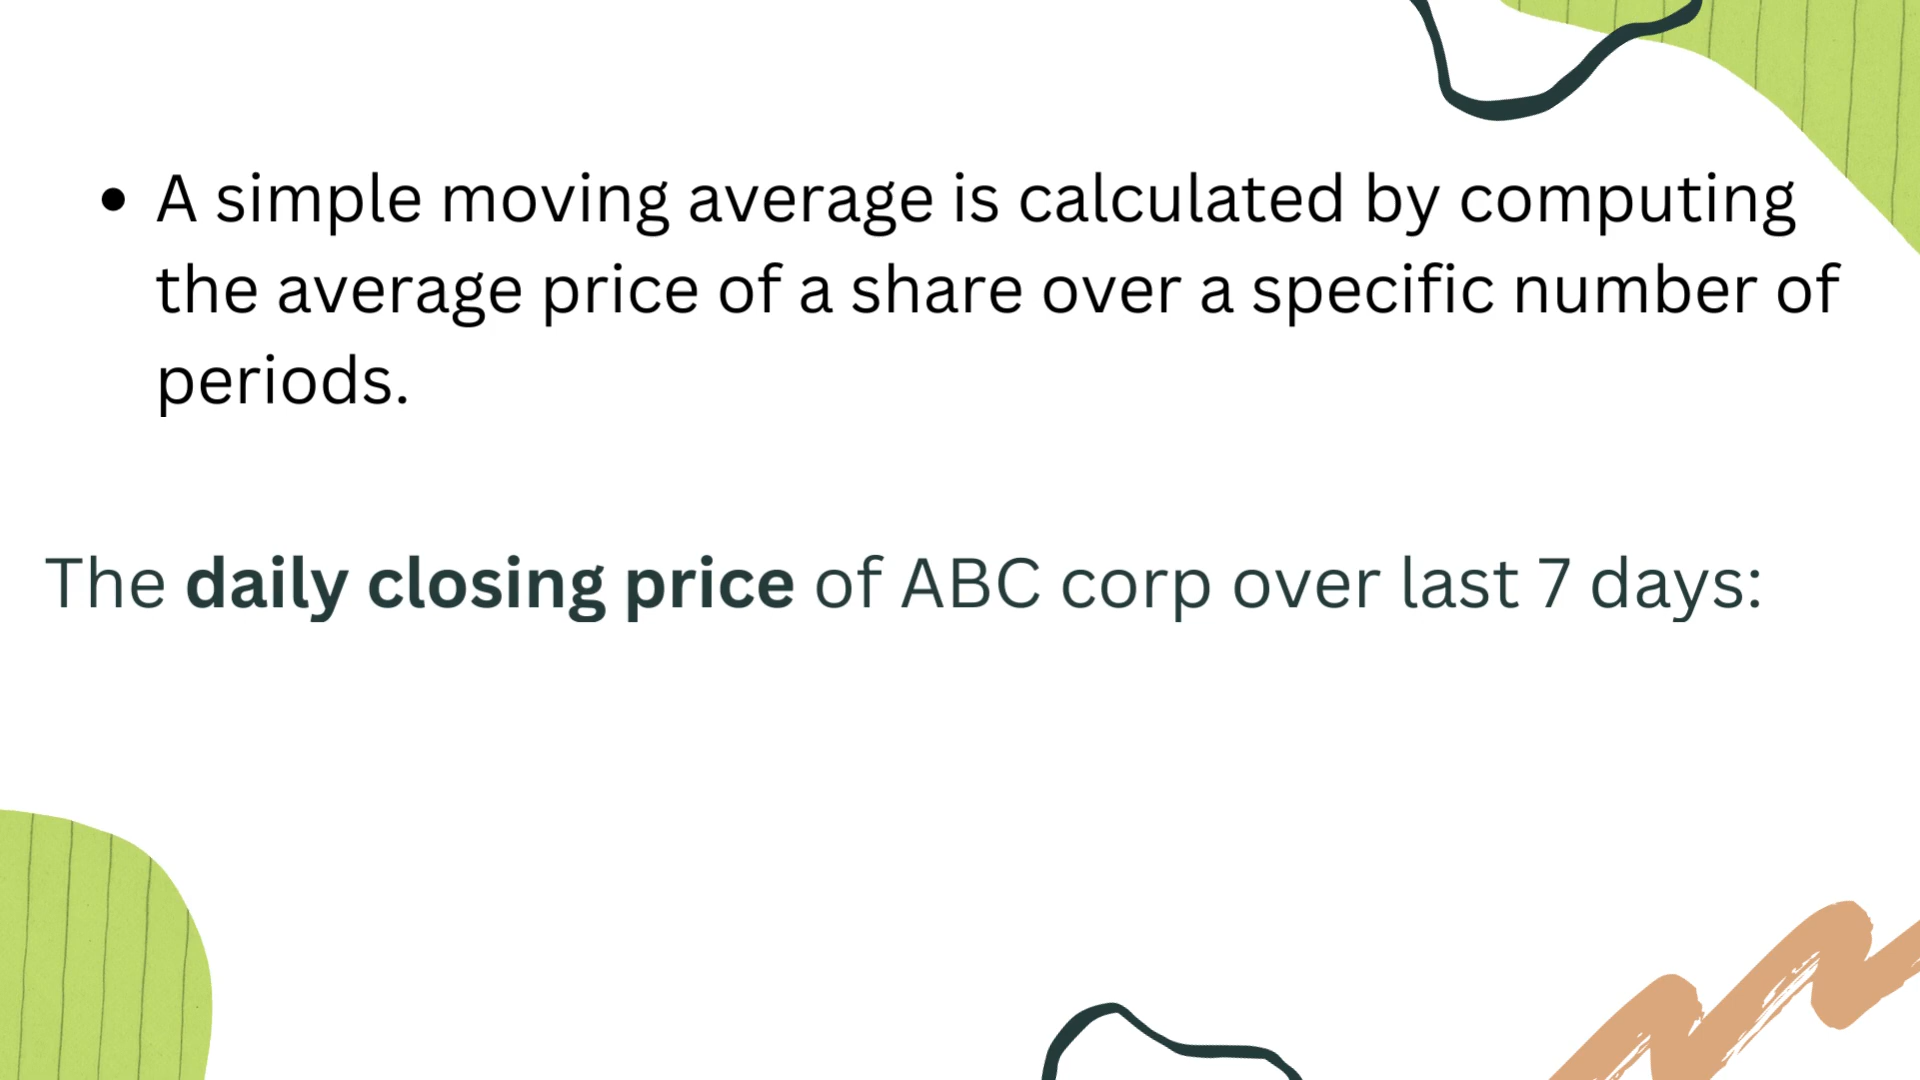 • A simple moving average is calculated by computing
the average price of a share over a specific number of
periods.
The daily closing price of ABC corp over last 7 days: